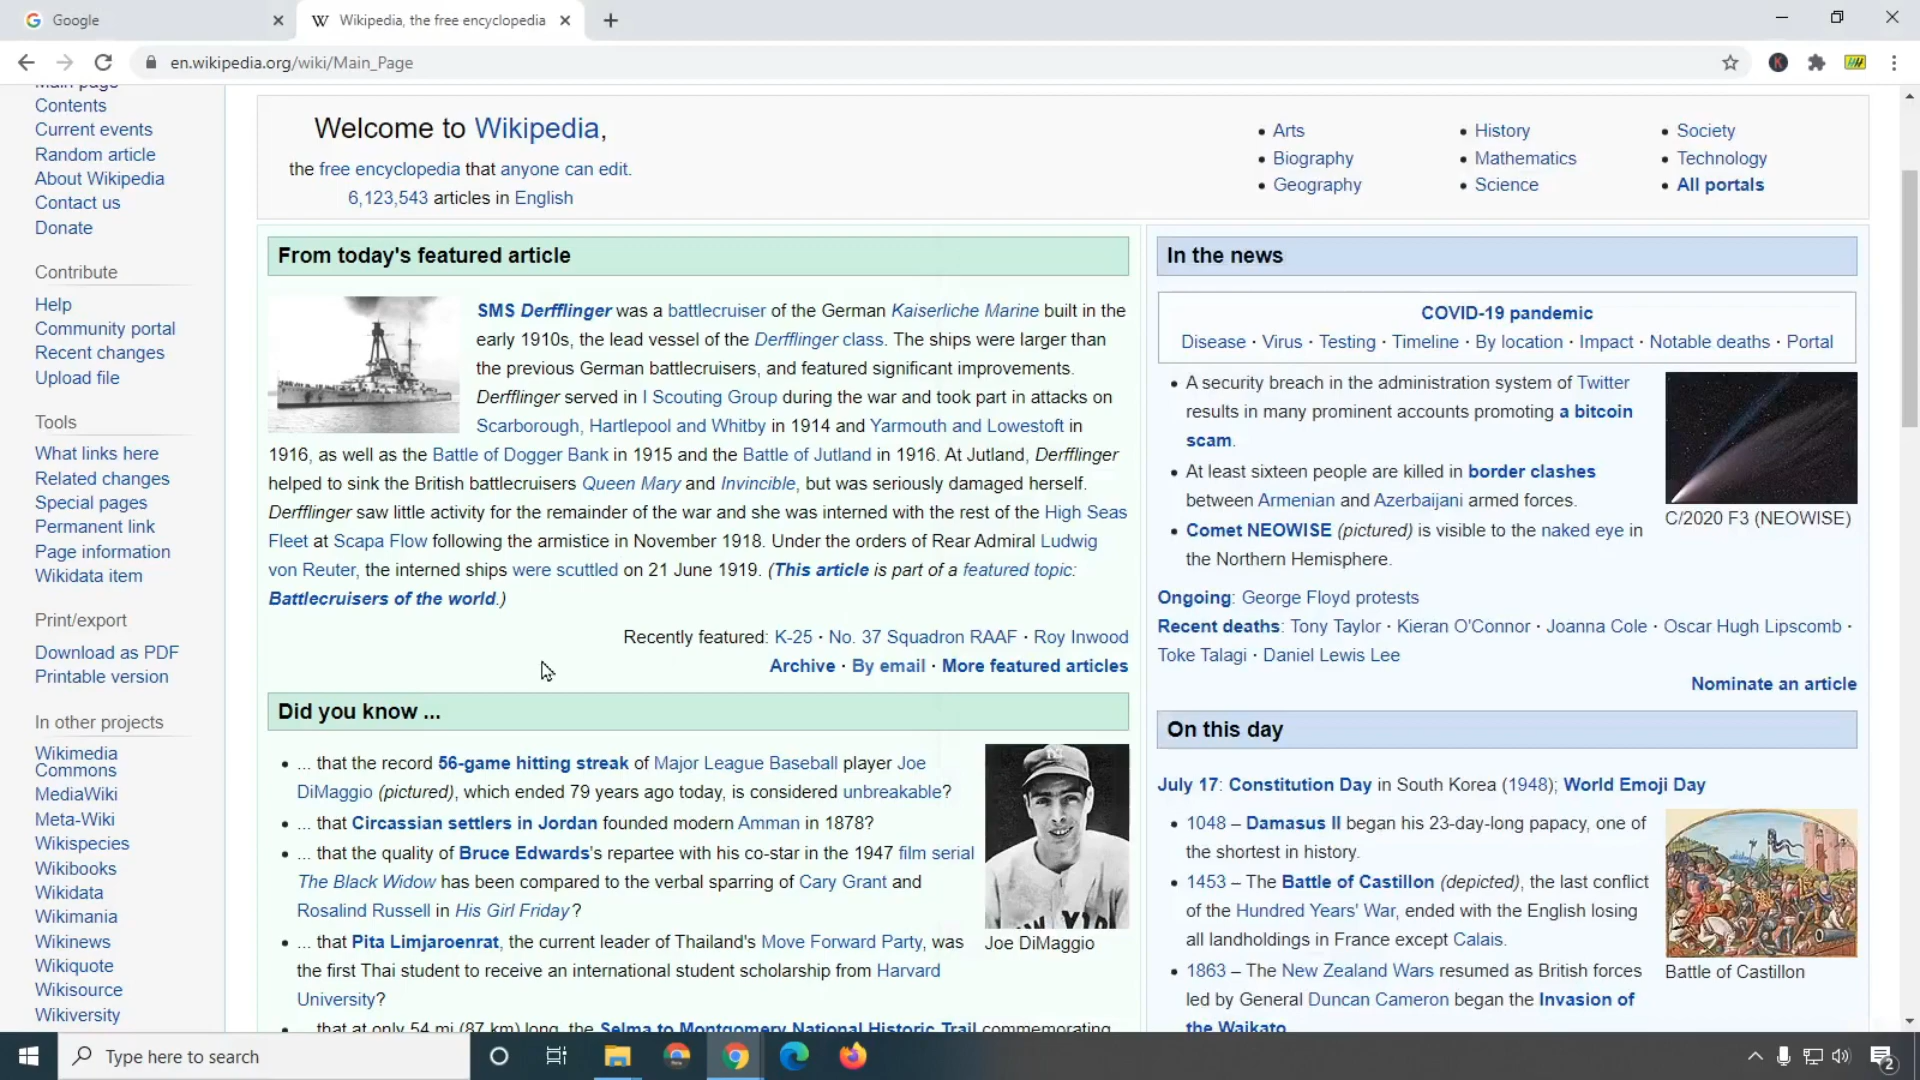 Google
Wikipedia, the free encyclopedia
en.wikipedia.org/wiki/Main_Page
Main page
Contents
Current events
Random article
About Wikipedia
Contact us
Donate
Contribute
Help
Community portal
Recent changes
Upload file
Tools
What links here
Related changes
Special pages
Permanent link
Page information
Wikidata item
Print/export
Download as PDF
Printable version
In other projects
Wikimedia
Commons
MediaWiki
Meta-Wiki
Wikispecies
Wikibooks
Wikidata
Wikimania
Wikinews
Wikiquote
Wikisource
Wikiversity
Welcome to Wikipedia,
the free encyclopedia that anyone can edit.
6,123,543 articles in English
• Arts
• Biography
• Geography
• History
• Mathematics
• Science
• Society
• Technology
• All portals
From today's featured article
SMS Derfflinger was a battlecruiser of the German Kaiserliche Marine built in the
early 1910s, the lead vessel of the Derfflinger class. The ships were larger than
the previous German battlecruisers, and featured significant improvements.
Derfflinger served in I Scouting Group during the war and took part in attacks on
Scarborough, Hartlepool and Whitby in 1914 and Yarmouth and Lowestoft in
1916, as well as the Battle of Dogger Bank in 1915 and the Battle of Jutland in 1916. At Jutland, Derfflinger
helped to sink the British battlecruisers Queen Mary and Invincible, but was seriously damaged herself.
Derfflinger saw little activity for the remainder of the war and she was interned with the rest of the High Seas
Fleet at Scapa Flow following the armistice in November 1918. Under the orders of Rear Admiral Ludwig
von Reuter, the interned ships were scuttled on 21 June 1919. (This article is part of a featured topic:
Battlecruisers of the world.)
Recently featured: K-25 · No. 37 Squadron RAAF · Roy Inwood
Archive · By email · More featured articles
Did you know ...
• ... that the record 56-game hitting streak of Major League Baseball player Joe
DiMaggio (pictured), which ended 79 years ago today, is considered unbreakable?
• ... that Circassian settlers in Jordan founded modern Amman in 1878?
• ... that the quality of Bruce Edwards's repartee with his co-star in the 1947 film serial
The Black Widow has been compared to the verbal sparring of Cary Grant and
Rosalind Russell in His Girl Friday?
• ... that Pita Limjaroenrat, the current leader of Thailand's Move Forward Party, was
the first Thai student to receive an international student scholarship from Harvard
University?
• ... that at only 54 mi (87 km) long, the Selma to Montgomery National Historic Trail commemorating
Joe DiMaggio
In the news
COVID-19 pandemic
Disease · Virus · Testing · Timeline · By location · Impact · Notable deaths · Portal
• A security breach in the administration system of Twitter
results in many prominent accounts promoting a bitcoin
scam.
• At least sixteen people are killed in border clashes
between Armenian and Azerbaijani armed forces.
• Comet NEOWISE (pictured) is visible to the naked eye in
the Northern Hemisphere.
C/2020 F3 (NEOWISE)
Ongoing: George Floyd protests
Recent deaths: Tony Taylor · Kieran O'Connor · Joanna Cole · Oscar Hugh Lipscomb ·
Toke Talagi · Daniel Lewis Lee
Nominate an article
On this day
July 17: Constitution Day in South Korea (1948); World Emoji Day
• 1048 – Damasus II began his 23-day-long papacy, one of
the shortest in history.
• 1453 – The Battle of Castillon (depicted), the last conflict
of the Hundred Years' War, ended with the English losing
all landholdings in France except Calais.
• 1863 – The New Zealand Wars resumed as British forces
led by General Duncan Cameron began the Invasion of
the Waikato
Battle of Castillon
Type here to search
2